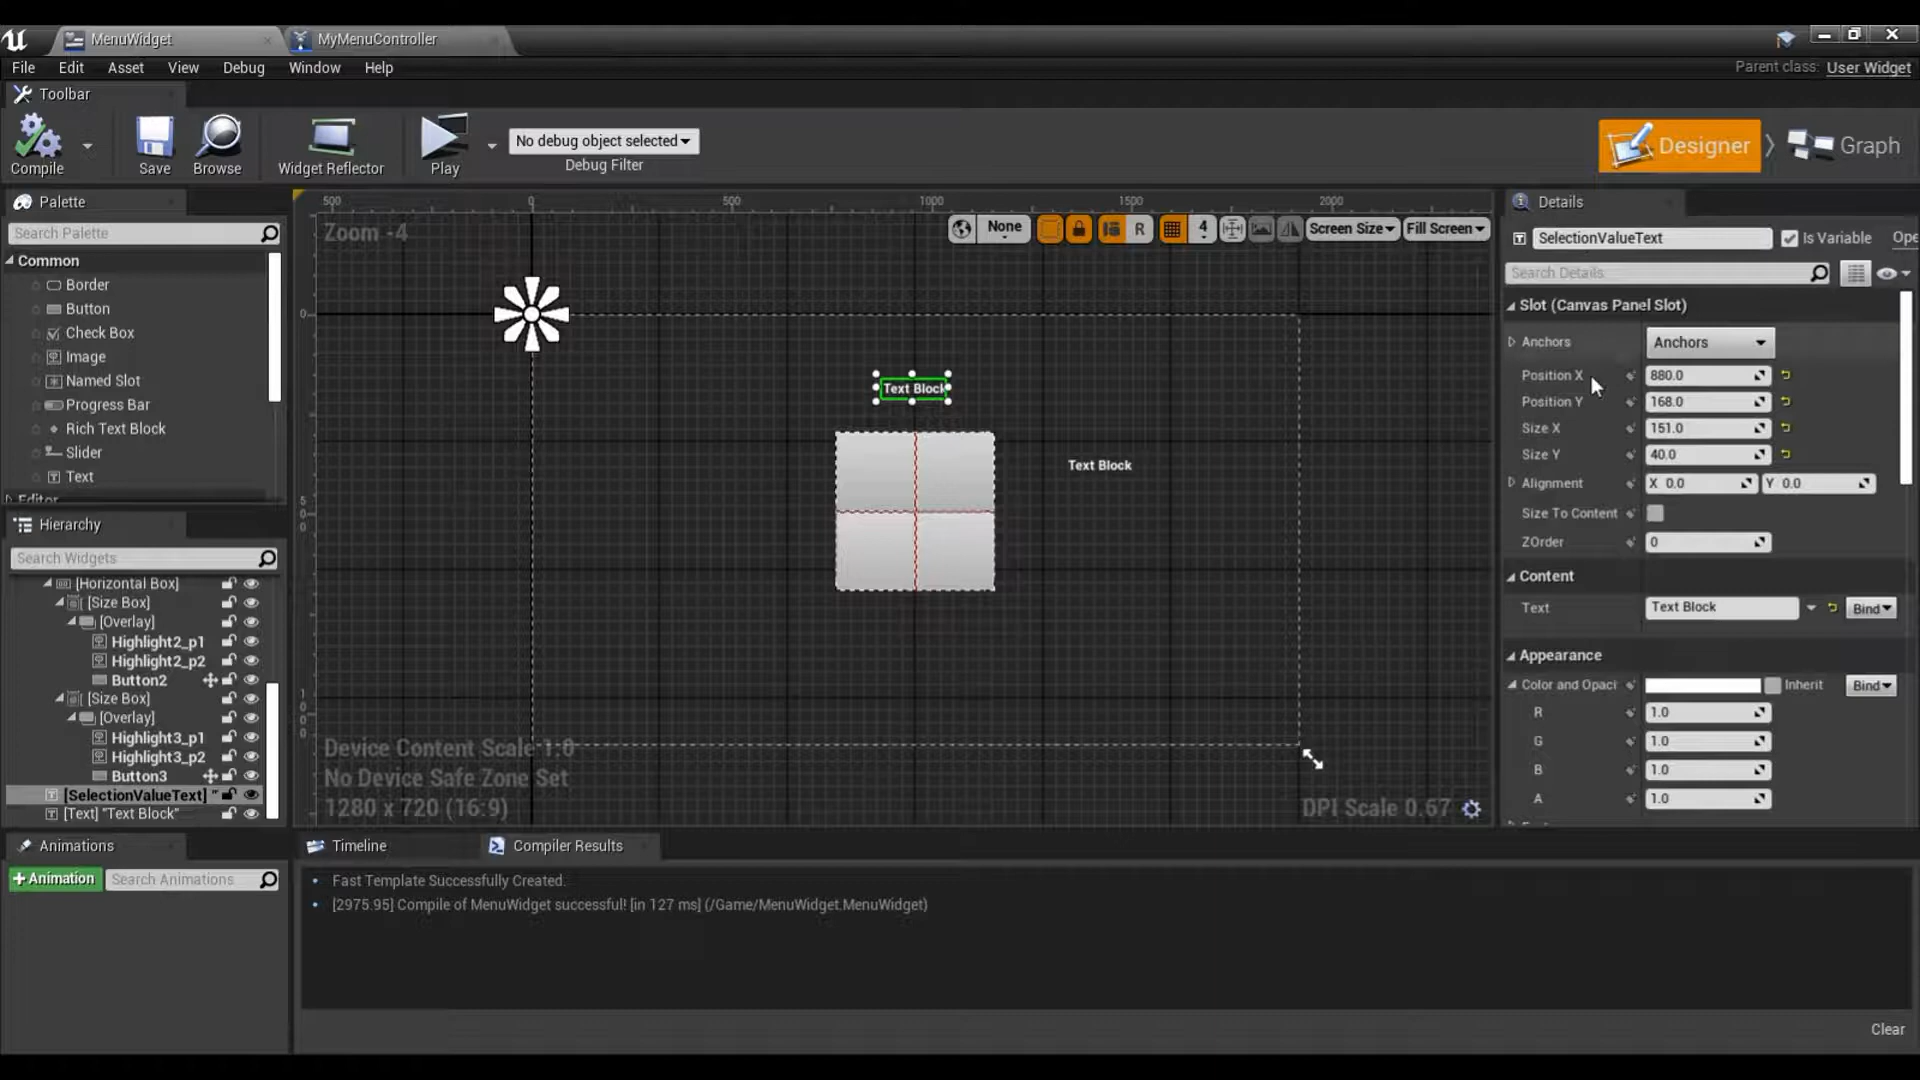 MenuWidget
MyMenuController
File Edit Asset View Debug Window Help
Parent class: User Widget
Toolbar
Compile
Save
Browse
Widget Reflector
Play
No debug object selected
Debug Filter
Designer
Graph
Palette
Search Palette
Common
Border
Button
Check Box
Image
Named Slot
Progress Bar
Rich Text Block
Slider
Text
Editor
Hierarchy
Search Widgets
[Horizontal Box]
[Size Box]
[Overlay]
Highlight2_p1
Highlight2_p2
Button2
[Size Box]
[Overlay]
Highlight3_p1
Highlight3_p2
Button3
[SelectionValueText] "
[Text] "Text Block"
Animations
+ Animation
Search Animations
500 0 500 1000 1500 2000
Zoom -4
None
R
4
Screen Size
Fill Screen
0
5
0
1
0
0
0
Text Block
Text Block
Device Content Scale 1:0
No Device Safe Zone Set
1280 x 720 (16:9)
DPI Scale 0.67
Timeline
Compiler Results
Fast Template Successfully Created.
[2975.95] Compile of MenuWidget successful! [in 127 ms] (/Game/MenuWidget.MenuWidget)
Clear
Details
SelectionValueText
Is Variable
Ope
Search Details
Slot (Canvas Panel Slot)
Anchors Anchors
Position X 880.0
Position Y 168.0
Size X 151.0
Size Y 40.0
Alignment X 0.0 Y 0.0
Size To Content
ZOrder 0
Content
Text Text Block Bind
Appearance
Color and Opaci Inherit Bind
R 1.0
G 1.0
B 1.0
A 1.0